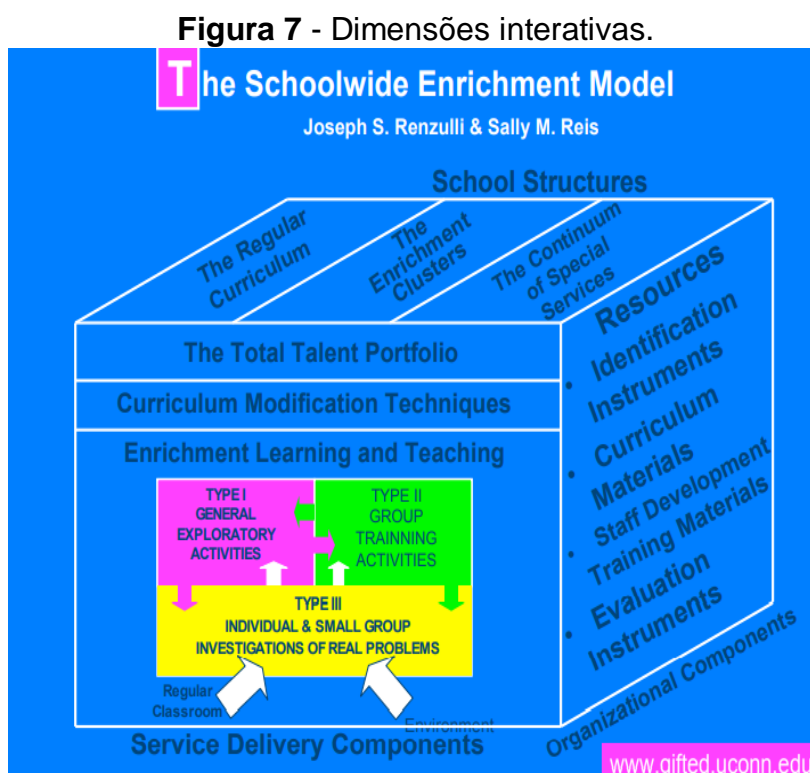 Figura 7 - Dimensões interativas.
The Schoolwide Enrichment Model
Joseph S. Renzulli & Sally M. Reis
School Structures
The Regular
Curriculum
The
Enrichment
Clusters
The Continuum
of Special
Services
The Total Talent Portfolio
Curriculum Modification Techniques
Enrichment Learning and Teaching
TYPE I
GENERAL
EXPLORATORY
ACTIVITIES
TYPE II
GROUP
TRAINNING
ACTIVITIES
TYPE III
INDIVIDUAL & SMALL GROUP
INVESTIGATIONS OF REAL PROBLEMS
Regular
Classroom
Environment
Service Delivery Components
Resources
• Identification
Instruments
• Curriculum
Materials
• Staff Development
Training Materials
• Evaluation
Instruments
Organizational Components
www.gifted.uconn.edu